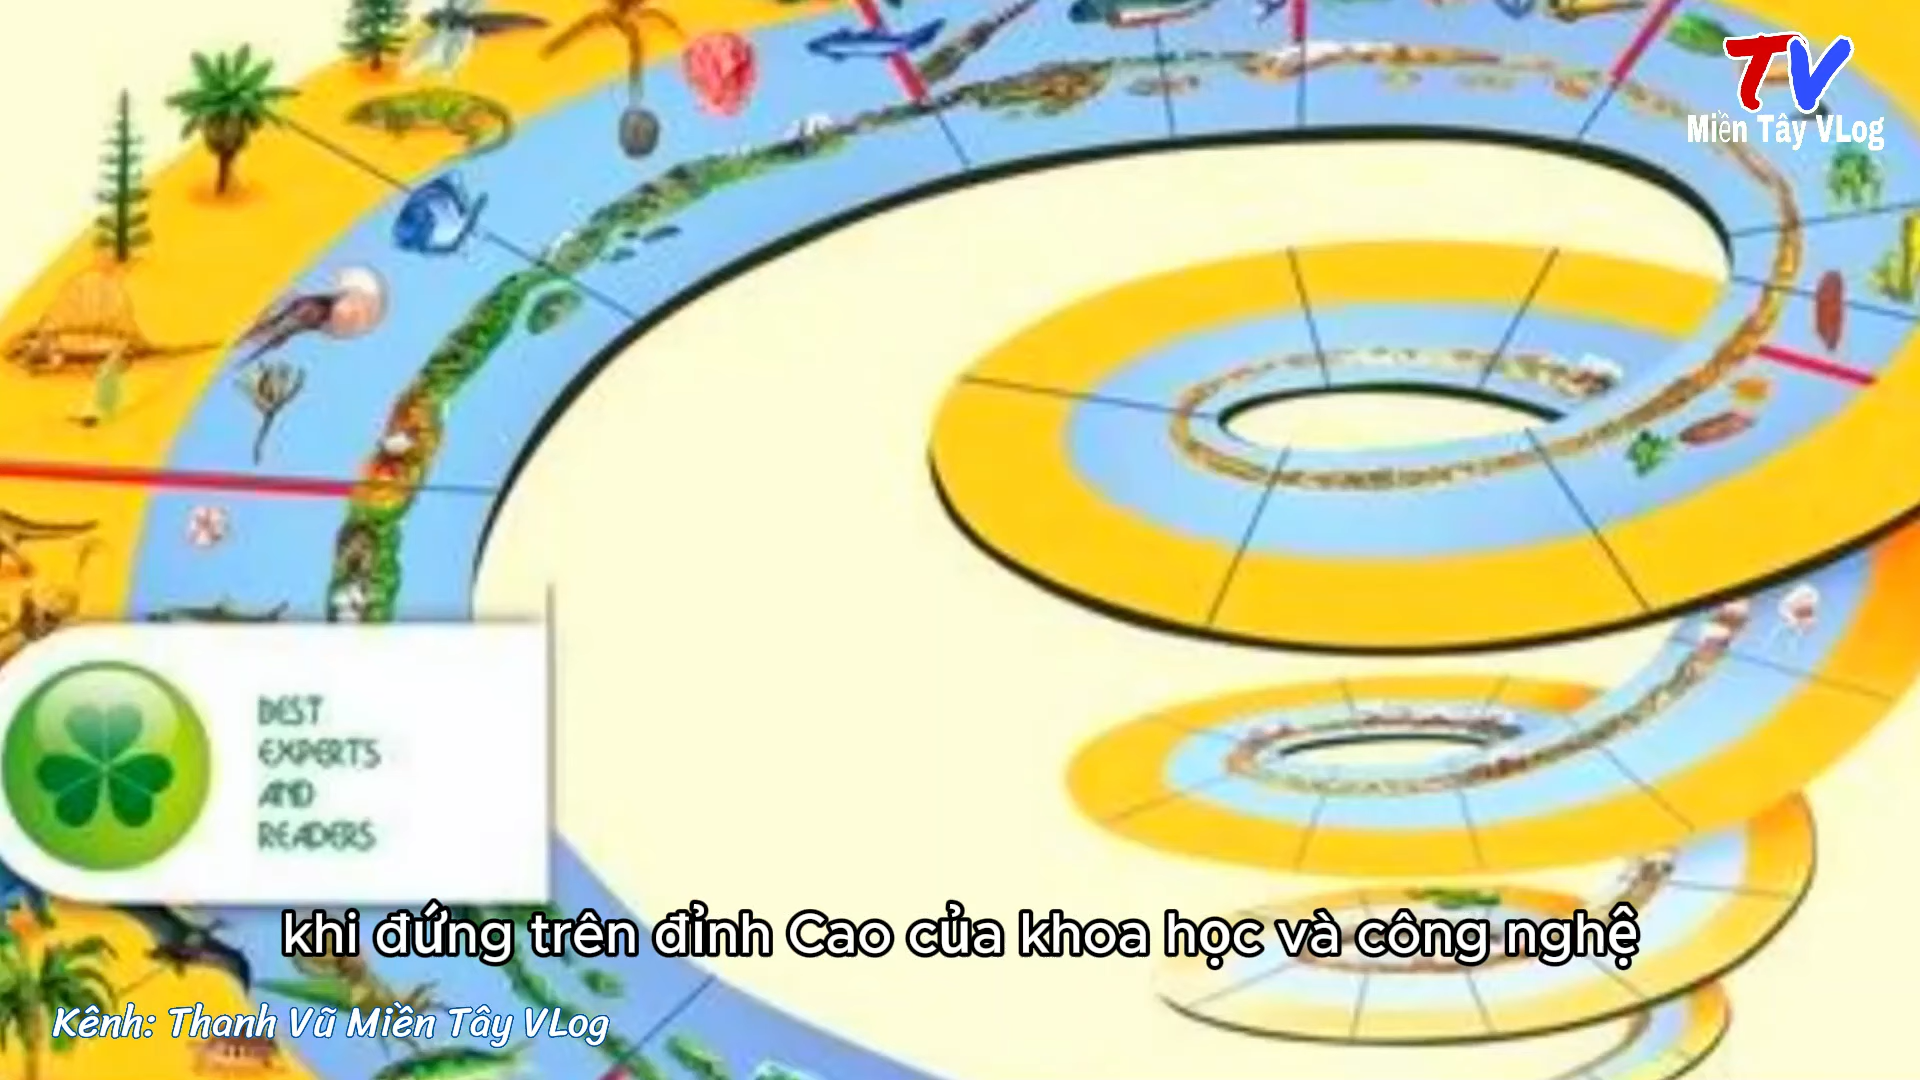 TV
Miền Tây VLog
BEST
EXPERTS
AND
READERS
khi đứng trên đỉnh Cao của khoa học và công nghệ
Kênh: Thanh Vũ Miền Tây VLog